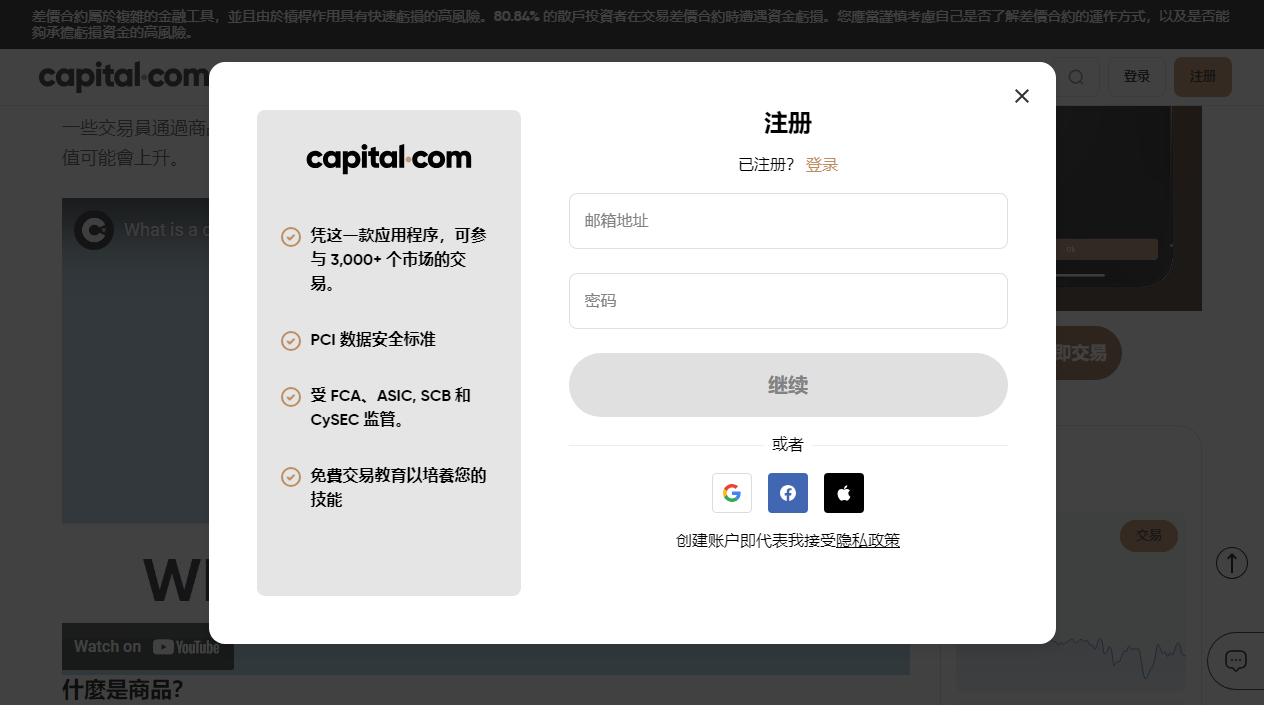 差價合約屬於複雜的金融工具，並且由於槓桿作用具有快速虧損的高風險。80.84% 的散戶投資者在交易差價合約時遭遇資金虧損。您應當謹慎考慮自己是否了解差價合約的運作方式，以及是否能
夠承擔虧損資金的高風險。
capital.com
登录
注册
一些交易員通過商品
值可能會上升。
What is a c
Wh
Watch on YouTube
什麼是商品?
capital.com
凭这一款应用程序，可参
与 3,000+ 个市场的交
易。
PCI 数据安全标准
受 FCA、ASIC, SCB 和
CySEC 监管。
免費交易教育以培養您的
技能
注册
已注册? 登录
邮箱地址
密码
继续
或者
创建账户即代表我接受隐私政策
Ok
即交易
交易